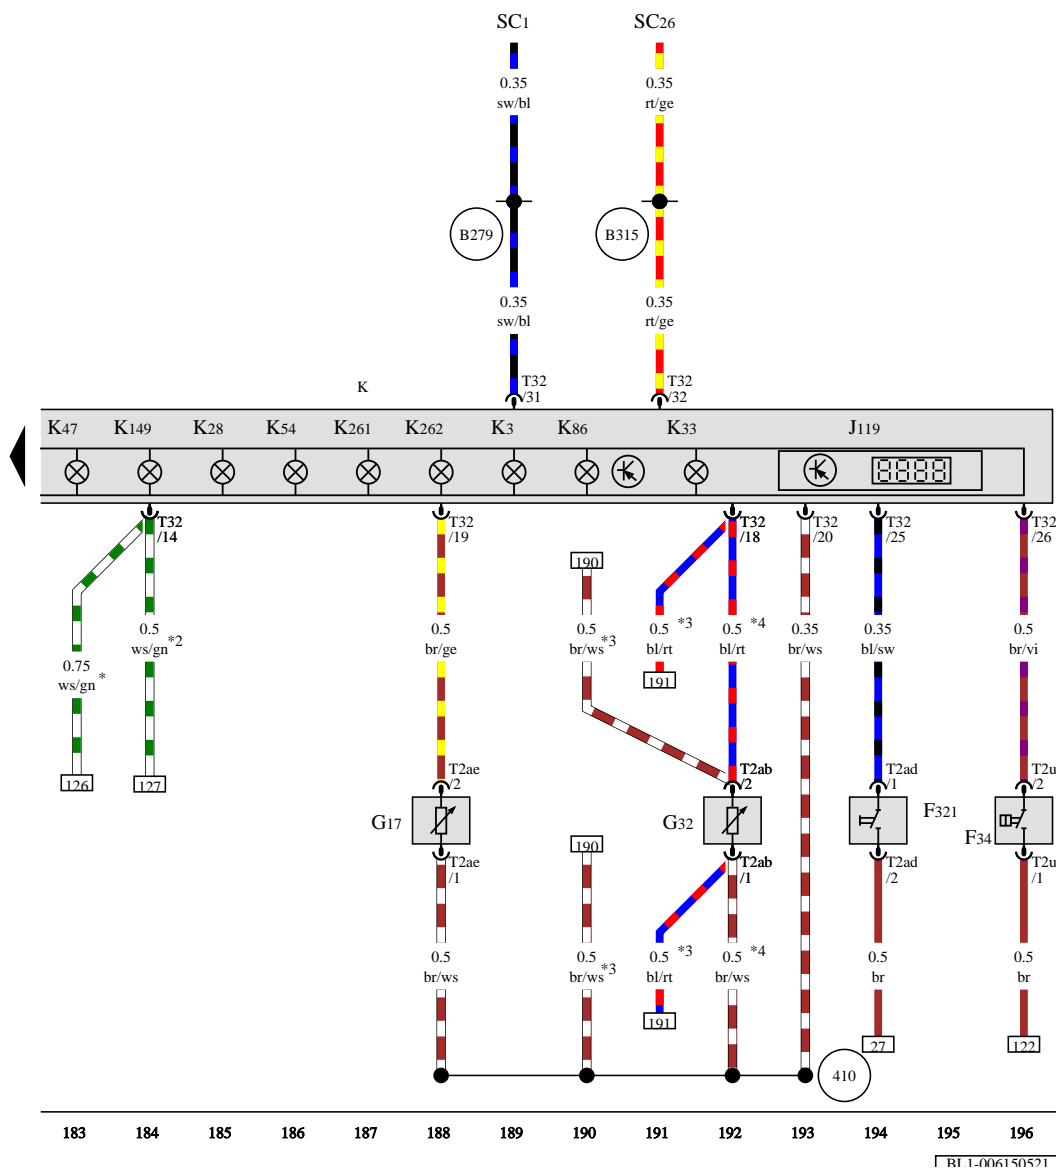 SC1 SC26
0.35 0.35
sw/bl rt/ge
B279 B315
0.35 0.35
sw/bl rt/ge
K T32 T32
/31 /32
K47 K149 K28 K54 K261 K262 K3 K86 K33 J119
8888
T32 T32 T32 T32 T32 T32
/14 /19 /18 /20 /25 /26
190
0.5 0.5 0.5 0.5 0.5 0.35 0.35 0.5
ws/gn*2 br/ge br/ws*3 bl/rt *3 bl/rt *4 br/ws bl/sw br/vi
0.75
ws/gn*
191
126 127
T2ae T2ab T2ad T2u
/2 /2 /1 /2
G17 G32 F321 F34
190
T2ae T2ab T2ad T2u
/1 /1 /2 /1
0.5 0.5 0.5 0.5 0.5 0.5
br/ws br/ws*3 bl/rt *3 br/ws *4 br br
191
27 122
410
183 184 185 186 187 188 189 190 191 192 193 194 195 196
BL1-006150521